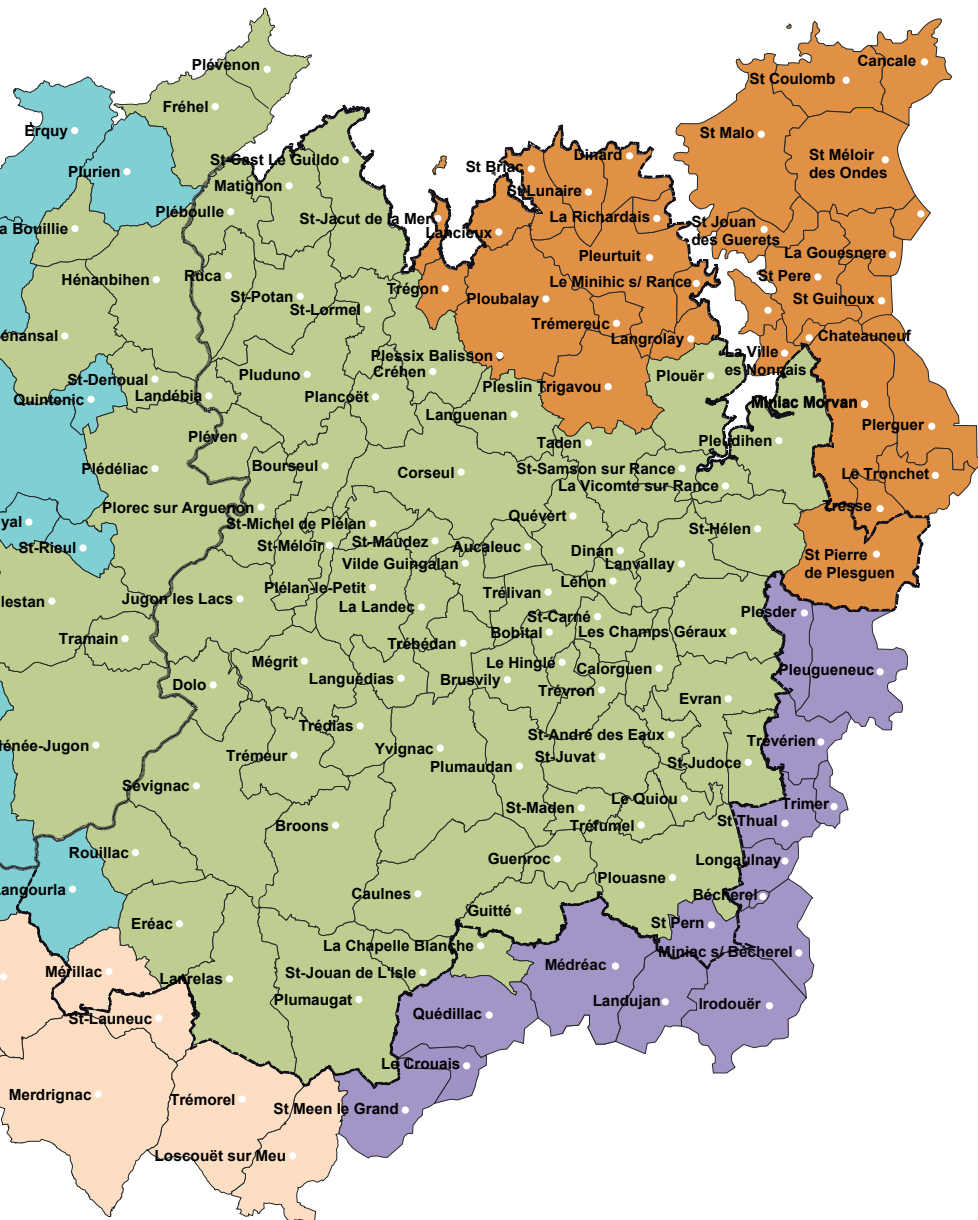 Plévenon
Fréhel
Cancale
St Coulomb
St Malo
Erquy
St Méloir
des Ondes
Plurien
St-Cast Le Guildo
Matignon
St Briac
Dinard
St Lunaire
Pléboulle
St-Jacut de la Mer
Lancieux
La Richardais
St Jouan
des Guerets
a Bouillie
La Gouesnere
Pleurtuit
Hénanbihen
Ruca
Trégon
Le Minihic s/ Rance
St Pere
St-Potan
St-Lormel
Ploubalay
St Guinoux
Trémereuc
énansal
Langrolay
Chateauneuf
Plessix Balisson
Créhen
La Ville
es Nonnais
St-Denoual
Quintenic
Landébia
Pluduno
Plancoët
Pleslin Trigavou
Plouër
Miniac Morvan
Languenan
Plerguer
Pléven
Taden
Pleudihen
Plédéliac
Bourseul
Corseul
St-Samson sur Rance
La Vicomte sur Rance
Le Tronchet
Plorec sur Arguenon
Tresse
yal
St-Michel de Plélan
Quévert
St-Hélen
St-Rieul
St-Méloir
St-Maudez
Aucaleuc
Dinan
St Pierre
de Plesguen
Vilde Guingalan
Lanvallay
Léhon
lestan
Jugon les Lacs
Plélan-le-Petit
Trélivan
La Landec
Plesder
St-Carné
Tramain
Trébédan
Bobital
Les Champs Géraux
Mégrit
Le Hinglé
Calorguen
Pleugueneuc
Dolo
Languédias
Brusvily
Trévron
Evran
Trédias
St-André des Eaux
Trévérien
énée-Jugon
Trémeur
Yvignac
Plumaudan
St-Juvat
St-Judoce
Sévignac
St-Maden
Le Quiou
Trimer
Broons
Tréfumel
St Thual
Rouillac
Guenroc
Longaulnay
angourla
Caulnes
Plouasne
Bécherel
Eréac
Guitté
St Pern
La Chapelle Blanche
Miniac s/ Becherel
Mérillac
Lanrelas
St-Jouan de L'Isle
Médréac
Plumaugat
Landujan
Irodouër
St-Launeuc
Quédillac
Le Crouais
Merdrignac
Trémorel
St Meen le Grand
Loscouët sur Meu